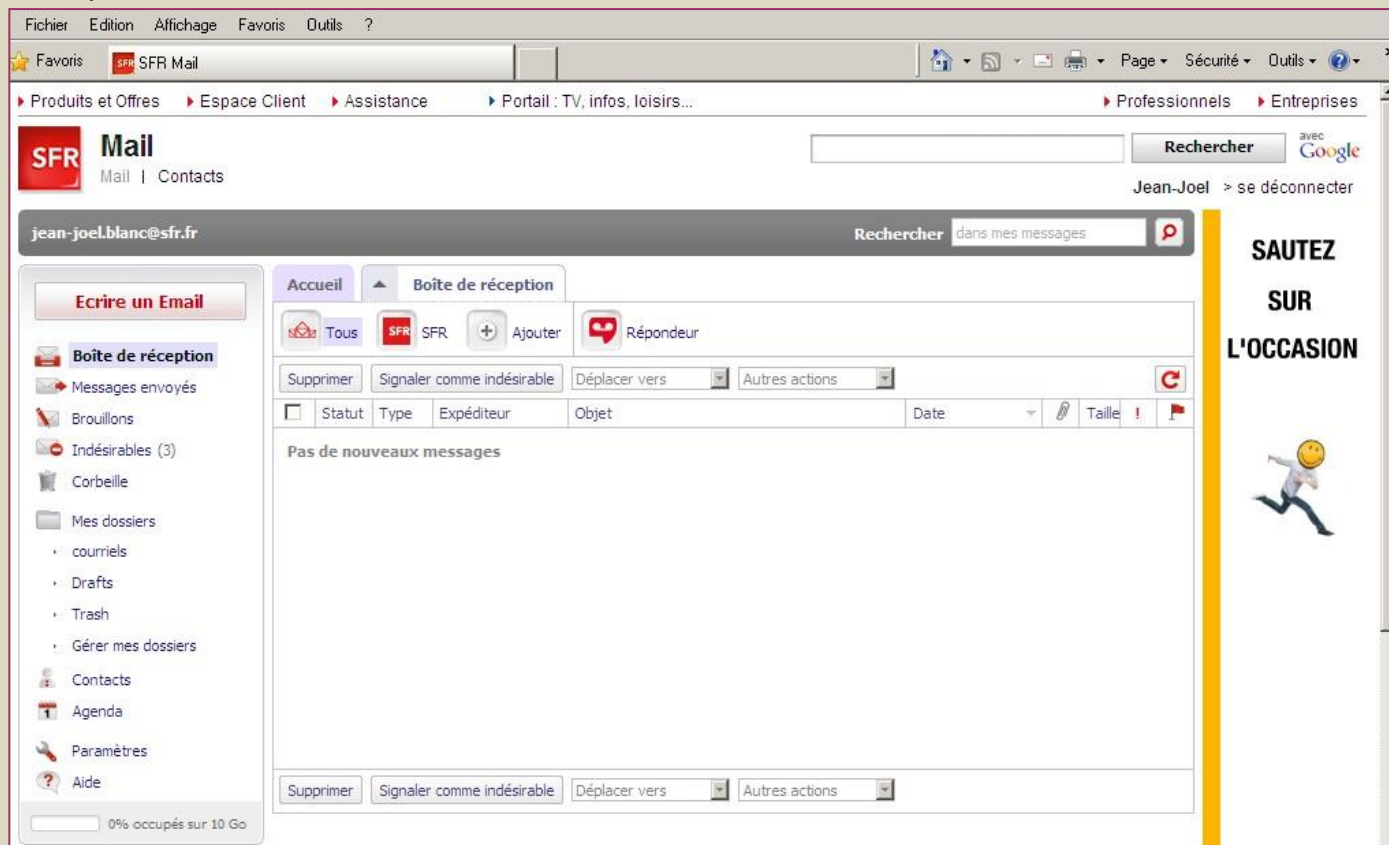 Fichier Edition Affichage Favoris Outils ?
Favoris SFR SFR Mail Page Sécurité Outils
Produits et Offres Espace Client Assistance Portail : TV, infos, loisirs... Professionnels Entreprises
SFR Mail Rechercher avec Google
Mail | Contacts
Jean-Joel > se déconnecter
jean-joel.blanc@sfr.fr Rechercher dans mes messages
SAUTEZ
SUR
L'OCCASION
Ecrire un Email
Boîte de réception
Messages envoyés
Brouillons
Indésirables (3)
Corbeille
Mes dossiers
courriels
Drafts
Trash
Gérer mes dossiers
Contacts
1 Agenda
Paramètres
? Aide
0% occupés sur 10 Go
Accueil Boîte de réception
Tous SFR SFR Ajouter Répondeur
Supprimer Signaler comme indésirable Déplacer vers Autres actions
Statut Type Expéditeur Objet Date Taille !
Pas de nouveaux messages
Supprimer Signaler comme indésirable Déplacer vers Autres actions